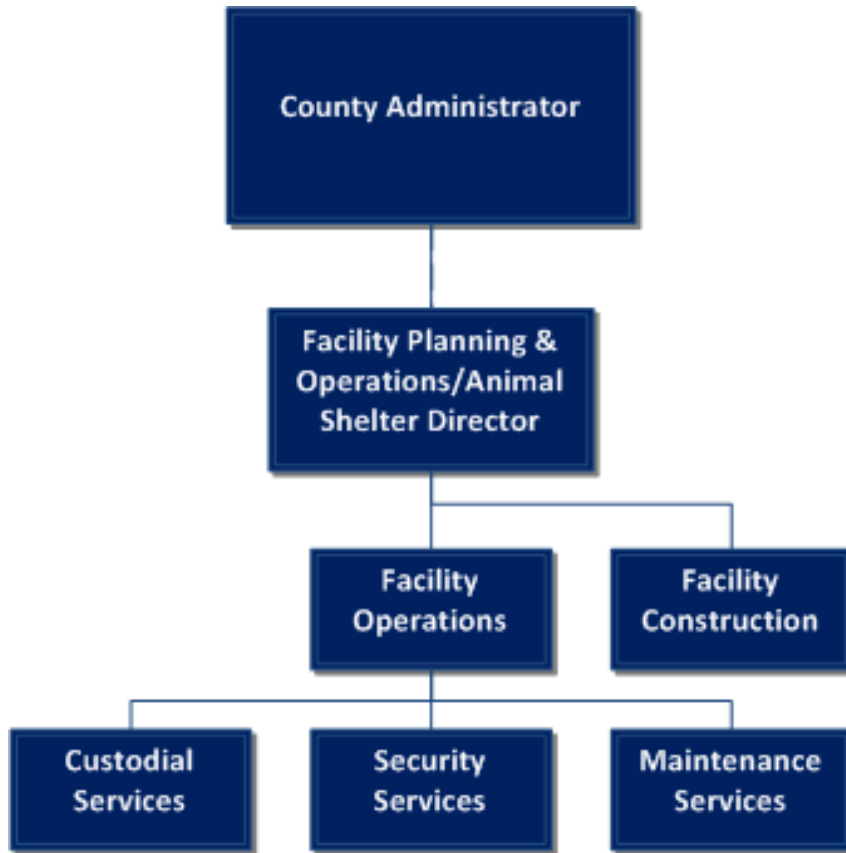 County Administrator
Facility Planning &
Operations/Animal
Shelter Director
Facility
Operations
Facility
Construction
Custodial
Services
Security
Services
Maintenance
Services